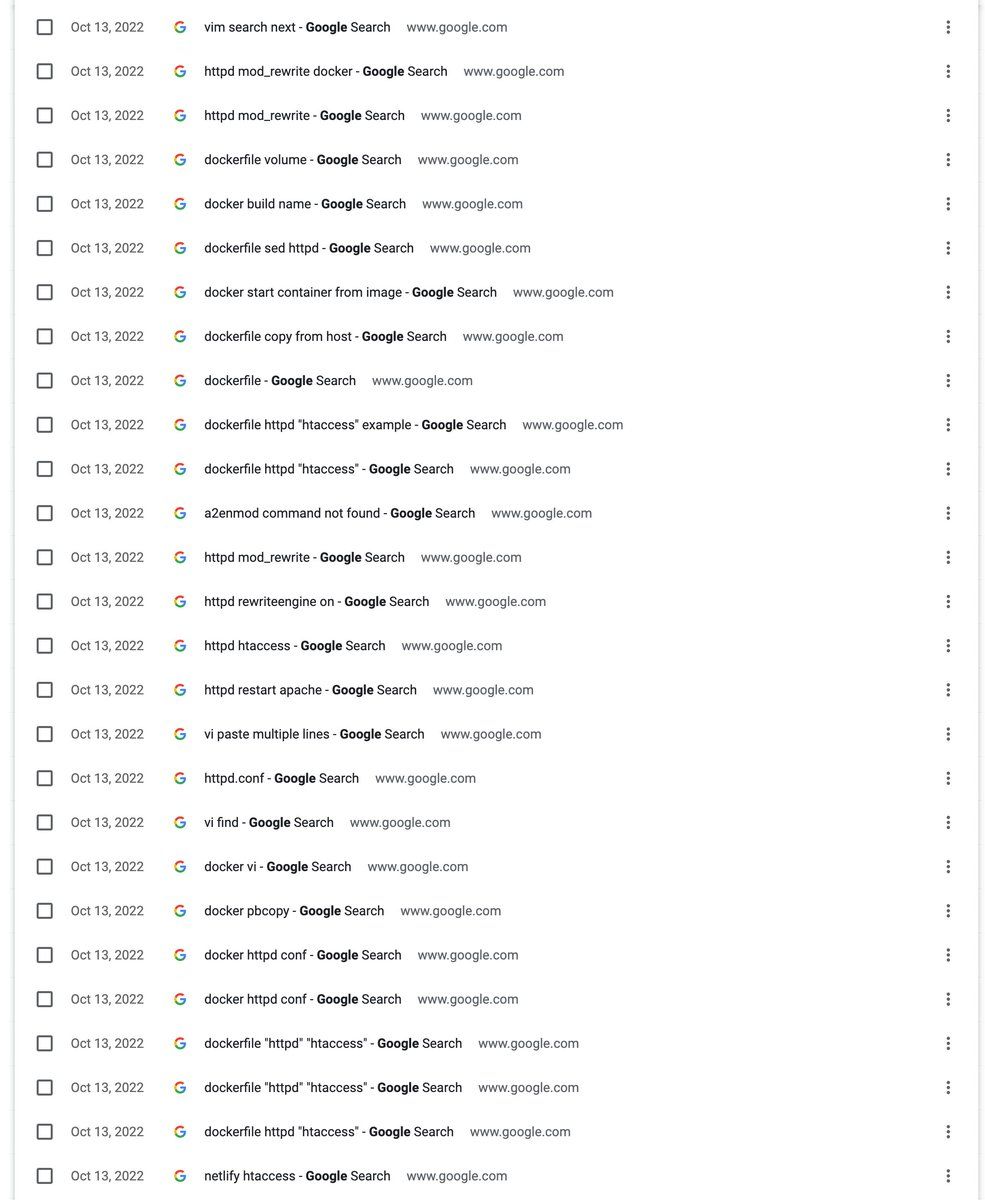 Oct 13, 2022 vim search next - Google Search www.google.com
Oct 13, 2022 httpd mod_rewrite docker - Google Search www.google.com
Oct 13, 2022 httpd mod_rewrite - Google Search www.google.com
Oct 13, 2022 dockerfile volume - Google Search www.google.com
Oct 13, 2022 docker build name - Google Search www.google.com
Oct 13, 2022 dockerfile sed httpd - Google Search www.google.com
Oct 13, 2022 docker start container from image - Google Search www.google.com
Oct 13, 2022 dockerfile copy from host - Google Search www.google.com
Oct 13, 2022 dockerfile - Google Search www.google.com
Oct 13, 2022 dockerfile httpd "htaccess" example - Google Search www.google.com
Oct 13, 2022 dockerfile httpd "htaccess" - Google Search www.google.com
Oct 13, 2022 a2enmod command not found - Google Search www.google.com
Oct 13, 2022 httpd mod_rewrite - Google Search www.google.com
Oct 13, 2022 httpd rewriteengine on - Google Search www.google.com
Oct 13, 2022 httpd htaccess - Google Search www.google.com
Oct 13, 2022 httpd restart apache - Google Search www.google.com
Oct 13, 2022 vi paste multiple lines - Google Search www.google.com
Oct 13, 2022 httpd.conf - Google Search www.google.com
Oct 13, 2022 vi find - Google Search www.google.com
Oct 13, 2022 docker vi - Google Search www.google.com
Oct 13, 2022 docker pbcopy - Google Search www.google.com
Oct 13, 2022 docker httpd conf - Google Search www.google.com
Oct 13, 2022 docker httpd conf - Google Search www.google.com
Oct 13, 2022 dockerfile "httpd" "htaccess" - Google Search www.google.com
Oct 13, 2022 dockerfile "httpd" "htaccess" - Google Search www.google.com
Oct 13, 2022 dockerfile httpd "htaccess" - Google Search www.google.com
Oct 13, 2022 netlify htaccess - Google Search www.google.com